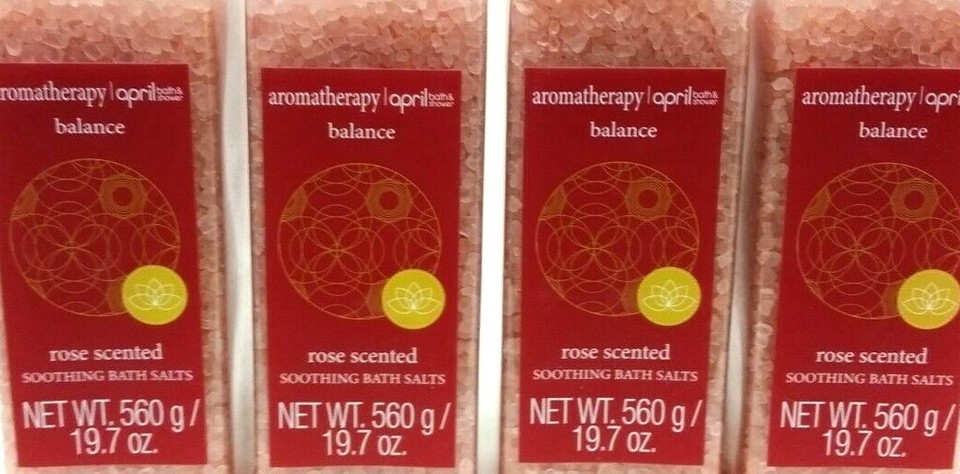 romatherapy | april bath & shower
balance
rose scented
SOOTHING BATH SALTS
NET WT. 560 g /
19.7 oz.
aromatherapy | april bath & shower
balance
rose scented
SOOTHING BATH SALTS
NET WT. 560 g /
19.7 oz.
aromatherapy | april bath & shower
balance
rose scented
SOOTHING BATH SALTS
NET WT. 560 g /
19.7 oz.
aromatherapy | apri
balance
rose scented
SOOTHING BATH SALTS
NET WT. 560 g /
19.7 oz.